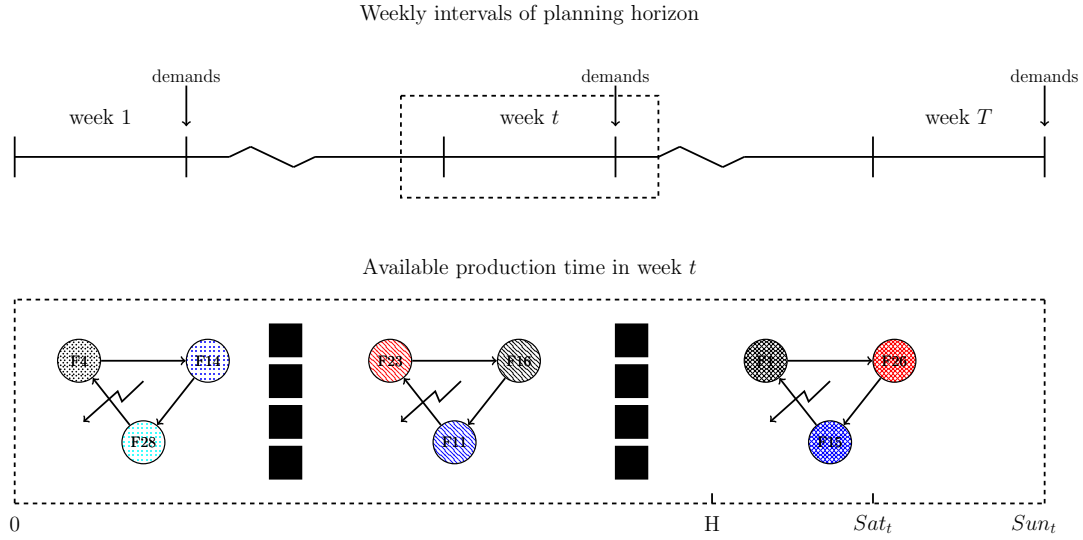 Weekly intervals of planning horizon
demands demands demands
week 1 week t week T
Available production time in week t
F4 F14 F23 F16 F26
F28 F11 F15
0 H Sat_t Sun_t